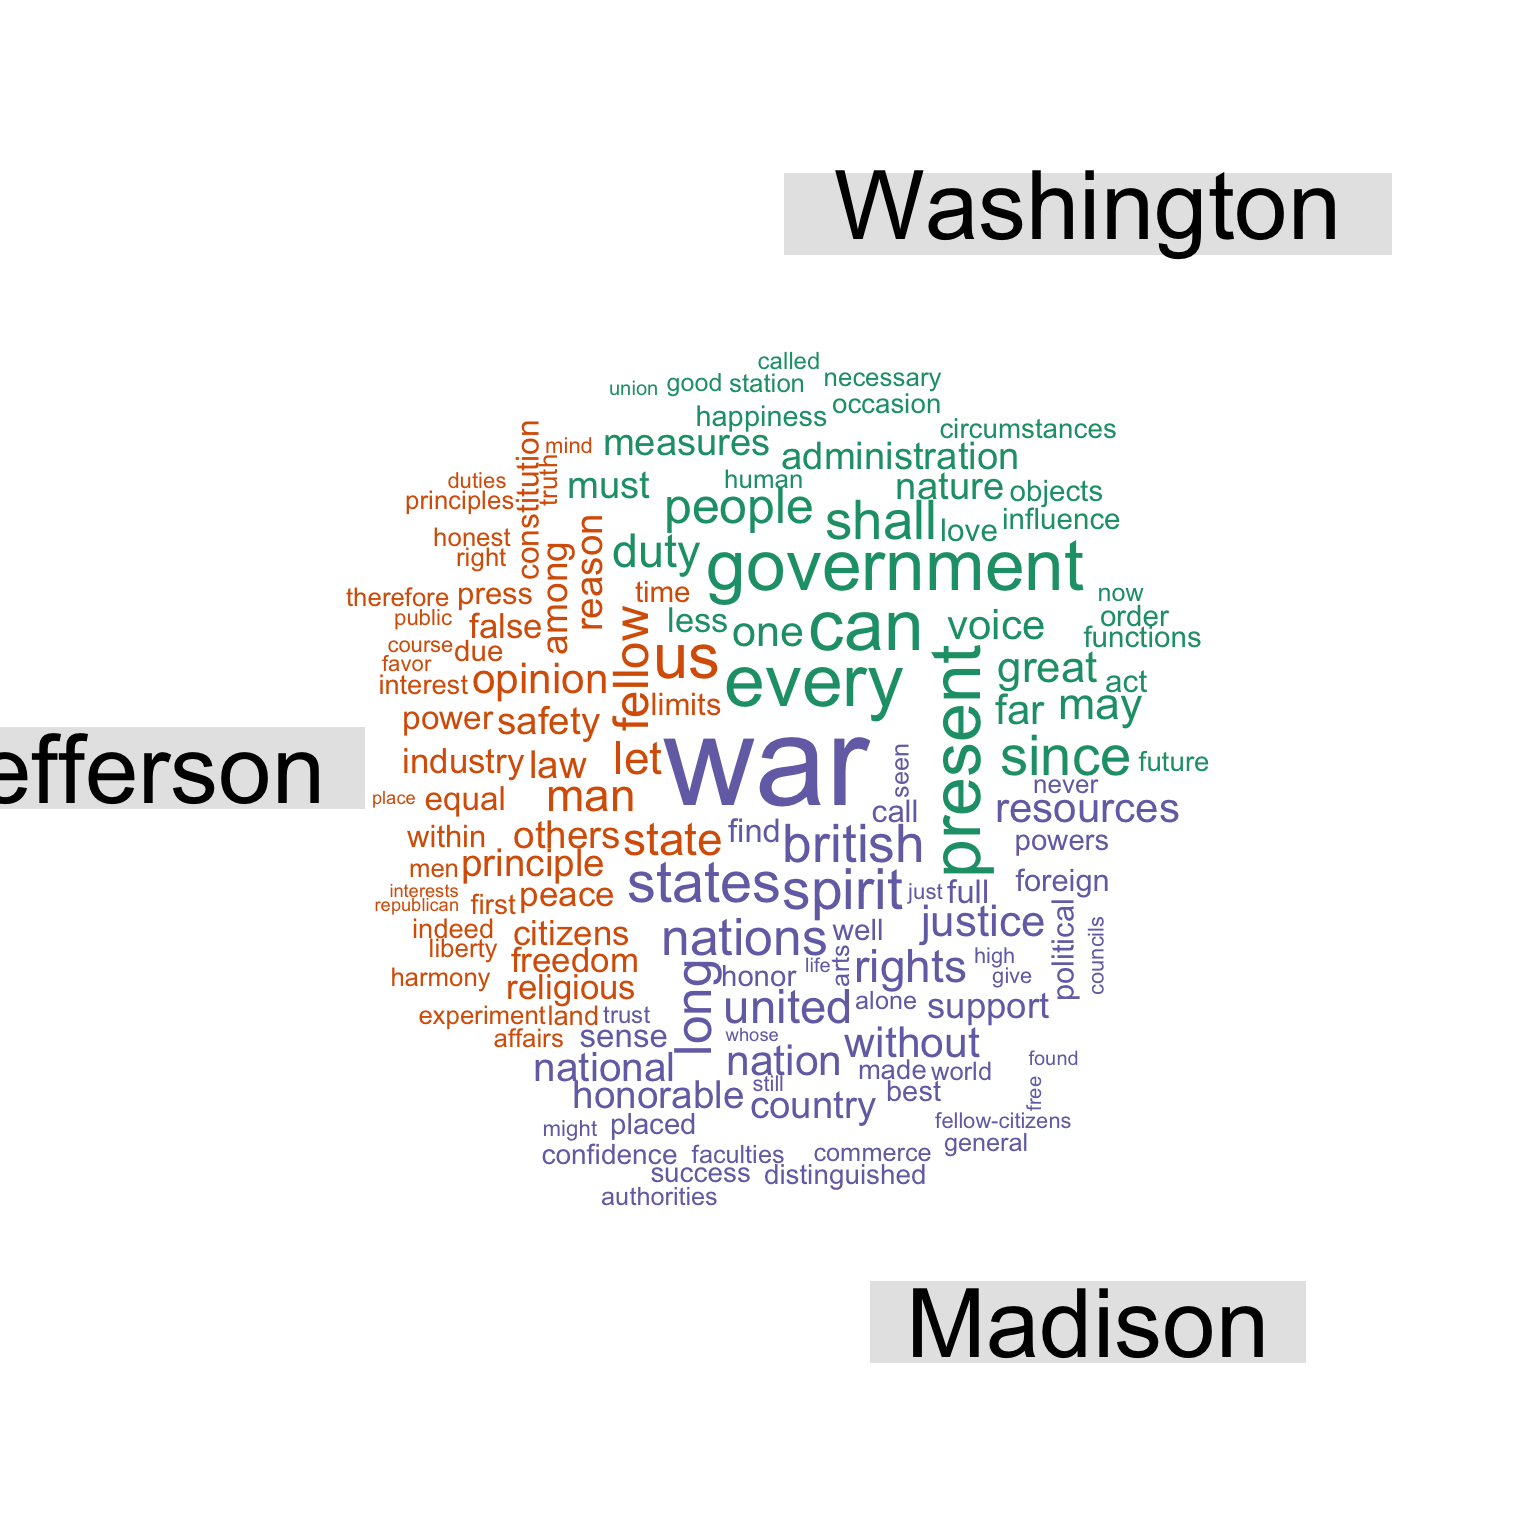 Washington
called
union good station necessary
happiness occasion
circumstances
mind measures administration
constitution truth
duties must human nature objects
principles people shall love influence
honest duty government
right among reason
therefore press time now
public false less one can voice order
course due functions
favor fellow us every present great act
interest opinion limits far may
power safety
efferson
industry law let war seen since future
place equal man call never resources
within others state find british powers
men principle
interests first peace states spirit just full foreign
republican
indeed citizens nations well justice political councils
liberty freedom
harmony religious long honor life arts rights high give
experiment land trust united alone support
affairs sense whose without
national nation made world found
honorable still country best free
might placed fellow-citizens
confidence faculties commerce general
success distinguished
authorities
Madison